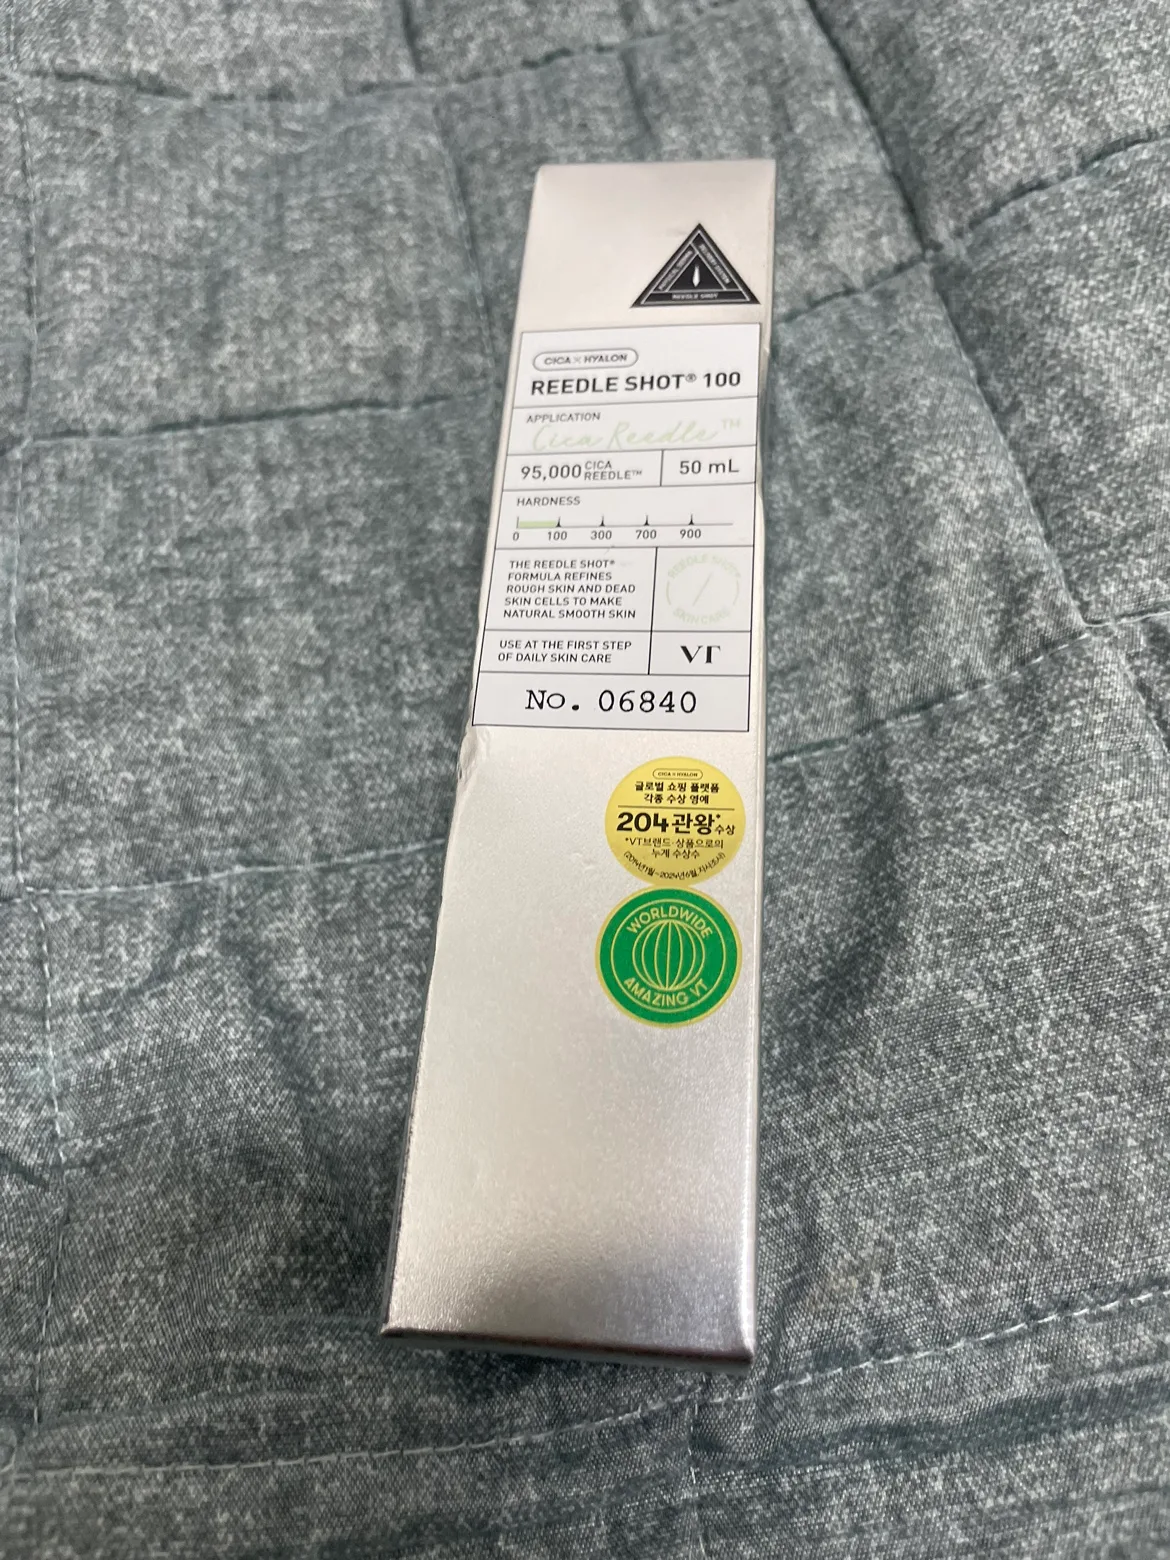 REEDLE SHOT
CICA × HYALON
REEDLE SHOT® 100
APPLICATION
Cica Reedle™
95,000 CICA REEDLE™
50 mL
HARDNESS
0 100 300 700 900
THE REEDLE SHOT®
FORMULA REFINES
ROUGH SKIN AND DEAD
SKIN CELLS TO MAKE
NATURAL SMOOTH SKIN
REEDLE SHOT®
SKIN CARE
USE AT THE FIRST STEP
OF DAILY SKIN CARE
VT
No. 06840
CICA × HYALON
글로벌 쇼핑 플랫폼
각종 수상 영예
204관왕*수상
*VT브랜드·상품으로의
누계 수상수
WORLDWIDE
AMAZING VT